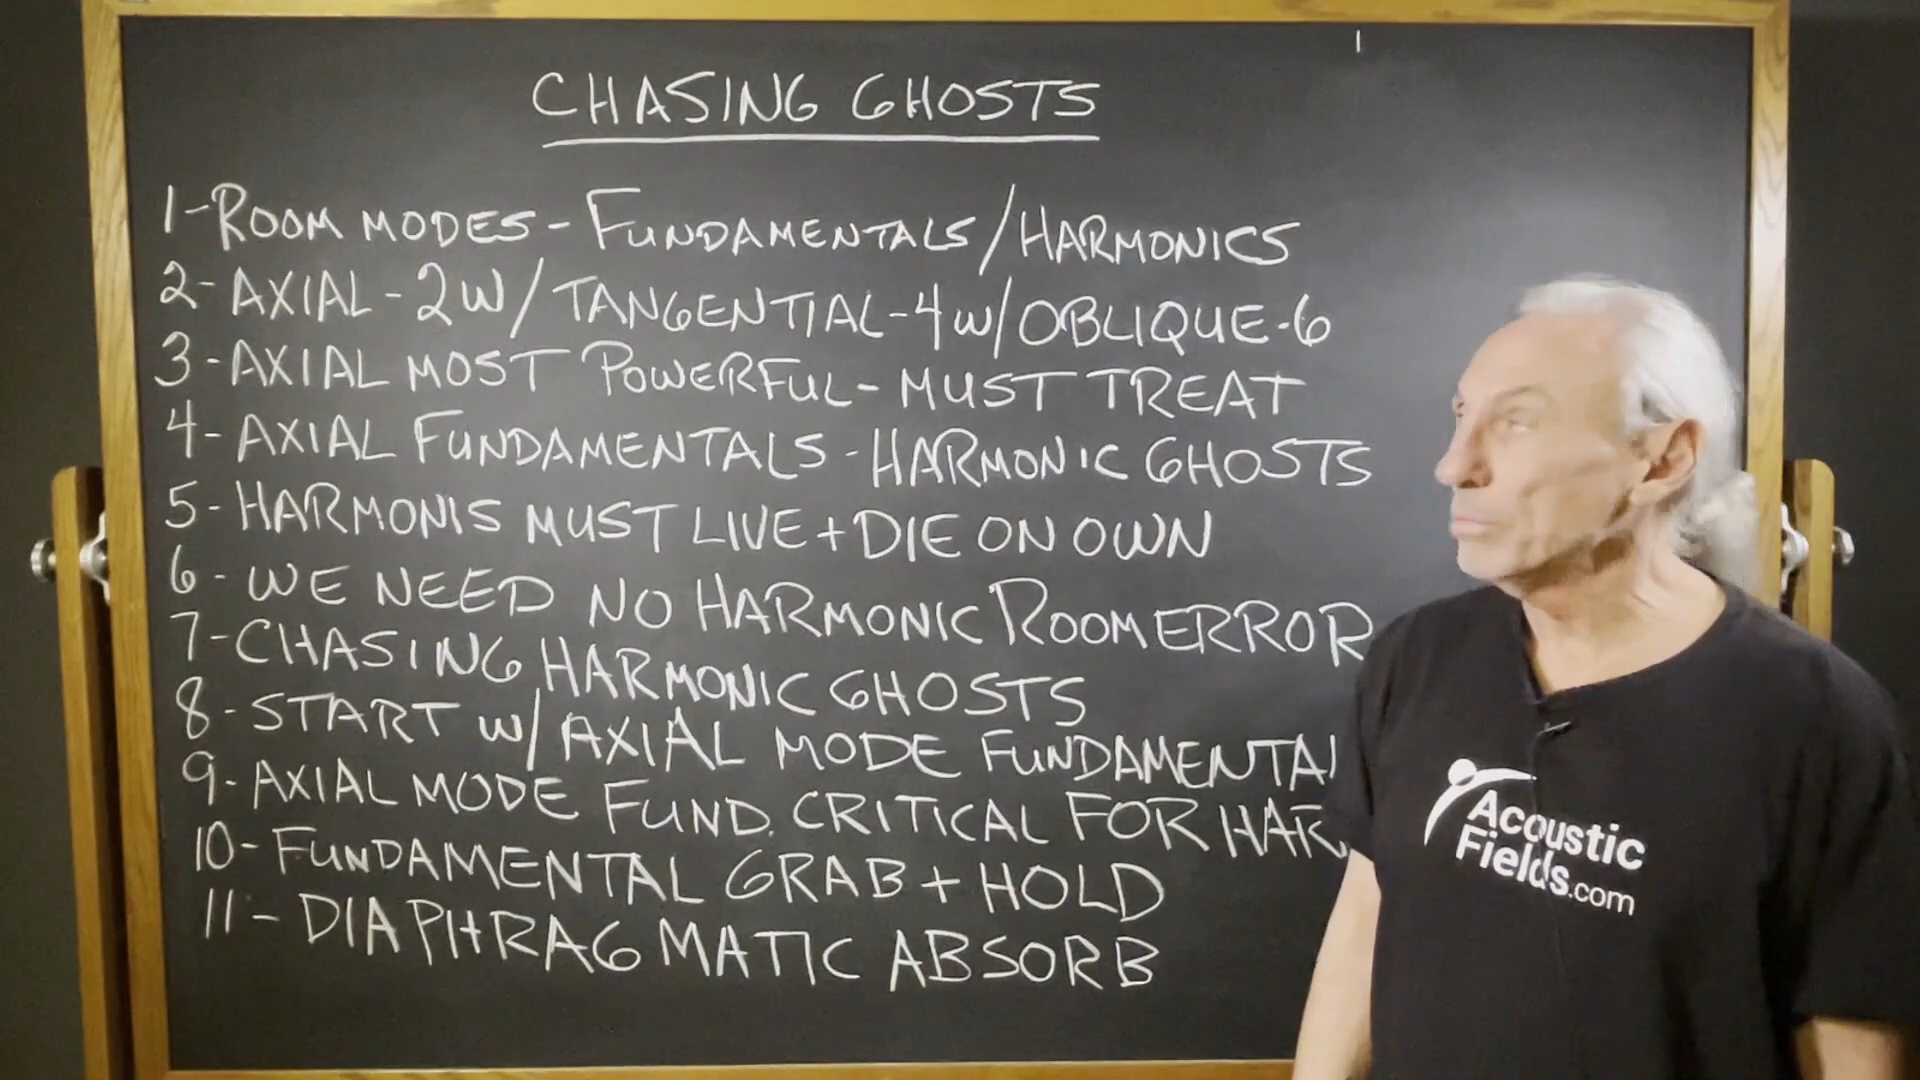 CHASING GHOSTS
1-ROOM MODES-FUNDAMENTALS/HARMONICS
2-AXIAL-2W/TANGENTIAL-4W/OBLIQUE-6
3-AXIAL MOST POWERFUL-MUST TREAT
4-AXIAL FUNDAMENTALS-HARMONIC GHOSTS
5-HARMONIS MUST LIVE+DIE ON OWN
6-WE NEED NO HARMONIC ROOM ERROR
7-CHASING HARMONIC GHOSTS
8-START W/AXIAL MODE FUNDAMENTAL
9-AXIAL MODE FUND. CRITICAL FOR HAR
10-FUNDAMENTAL GRAB+HOLD
11-DIAPHRAGMATIC ABSORB
Acoustic
Fields.com